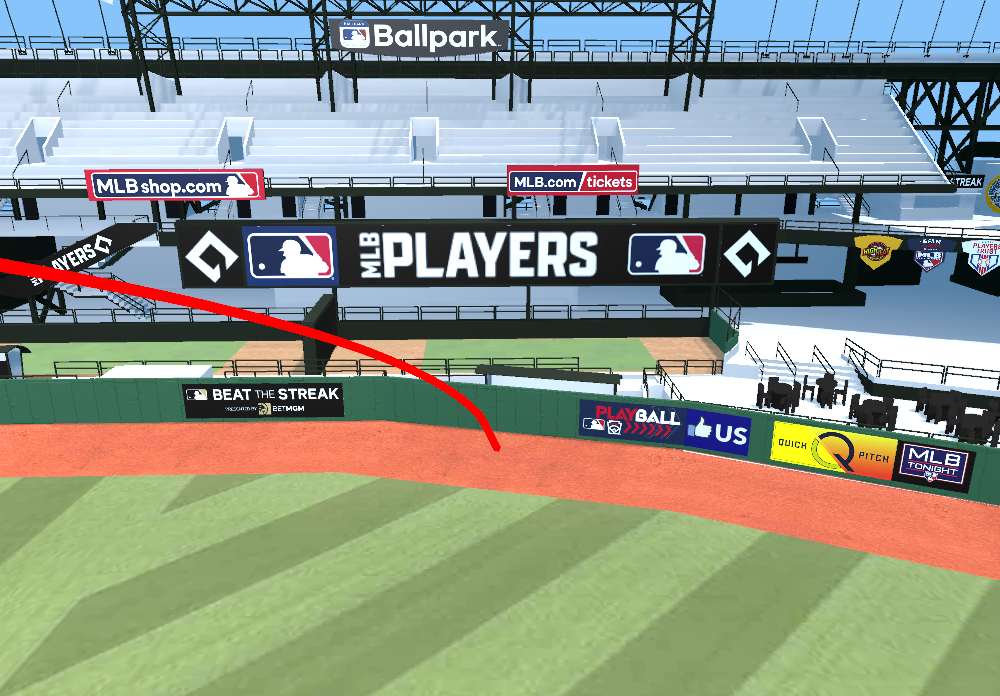 Ballpark
MLBshop.com
MLB.com/tickets
STREAK
MLB PLAYERS
PLAYERS
BEAT THE STREAK
PRESENTED BY BETMGM
PLAY BALL
US
QUICK PITCH
MLB
TONIGHT